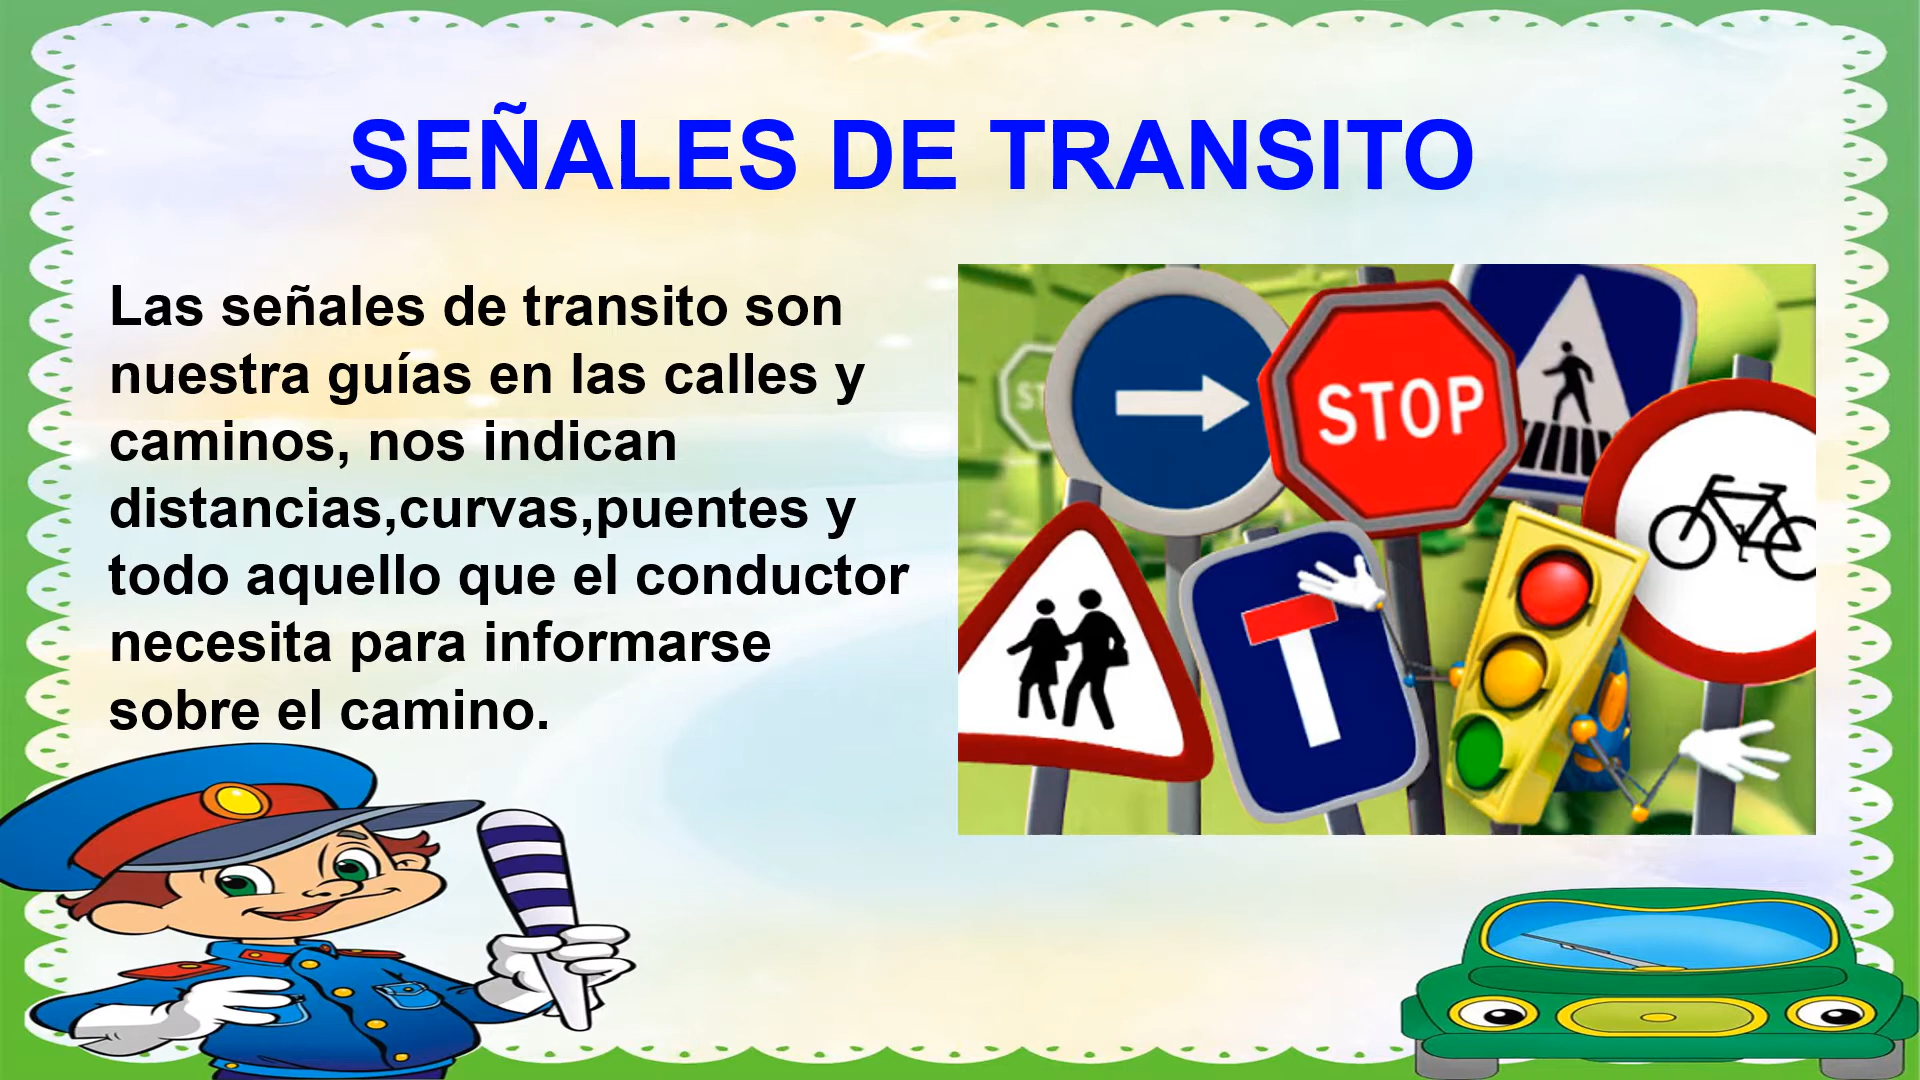 SEÑALES DE TRANSITO
Las señales de transito son
nuestra guías en las calles y
caminos, nos indican
distancias,curvas,puentes y
todo aquello que el conductor
necesita para informarse
sobre el camino.
STOP